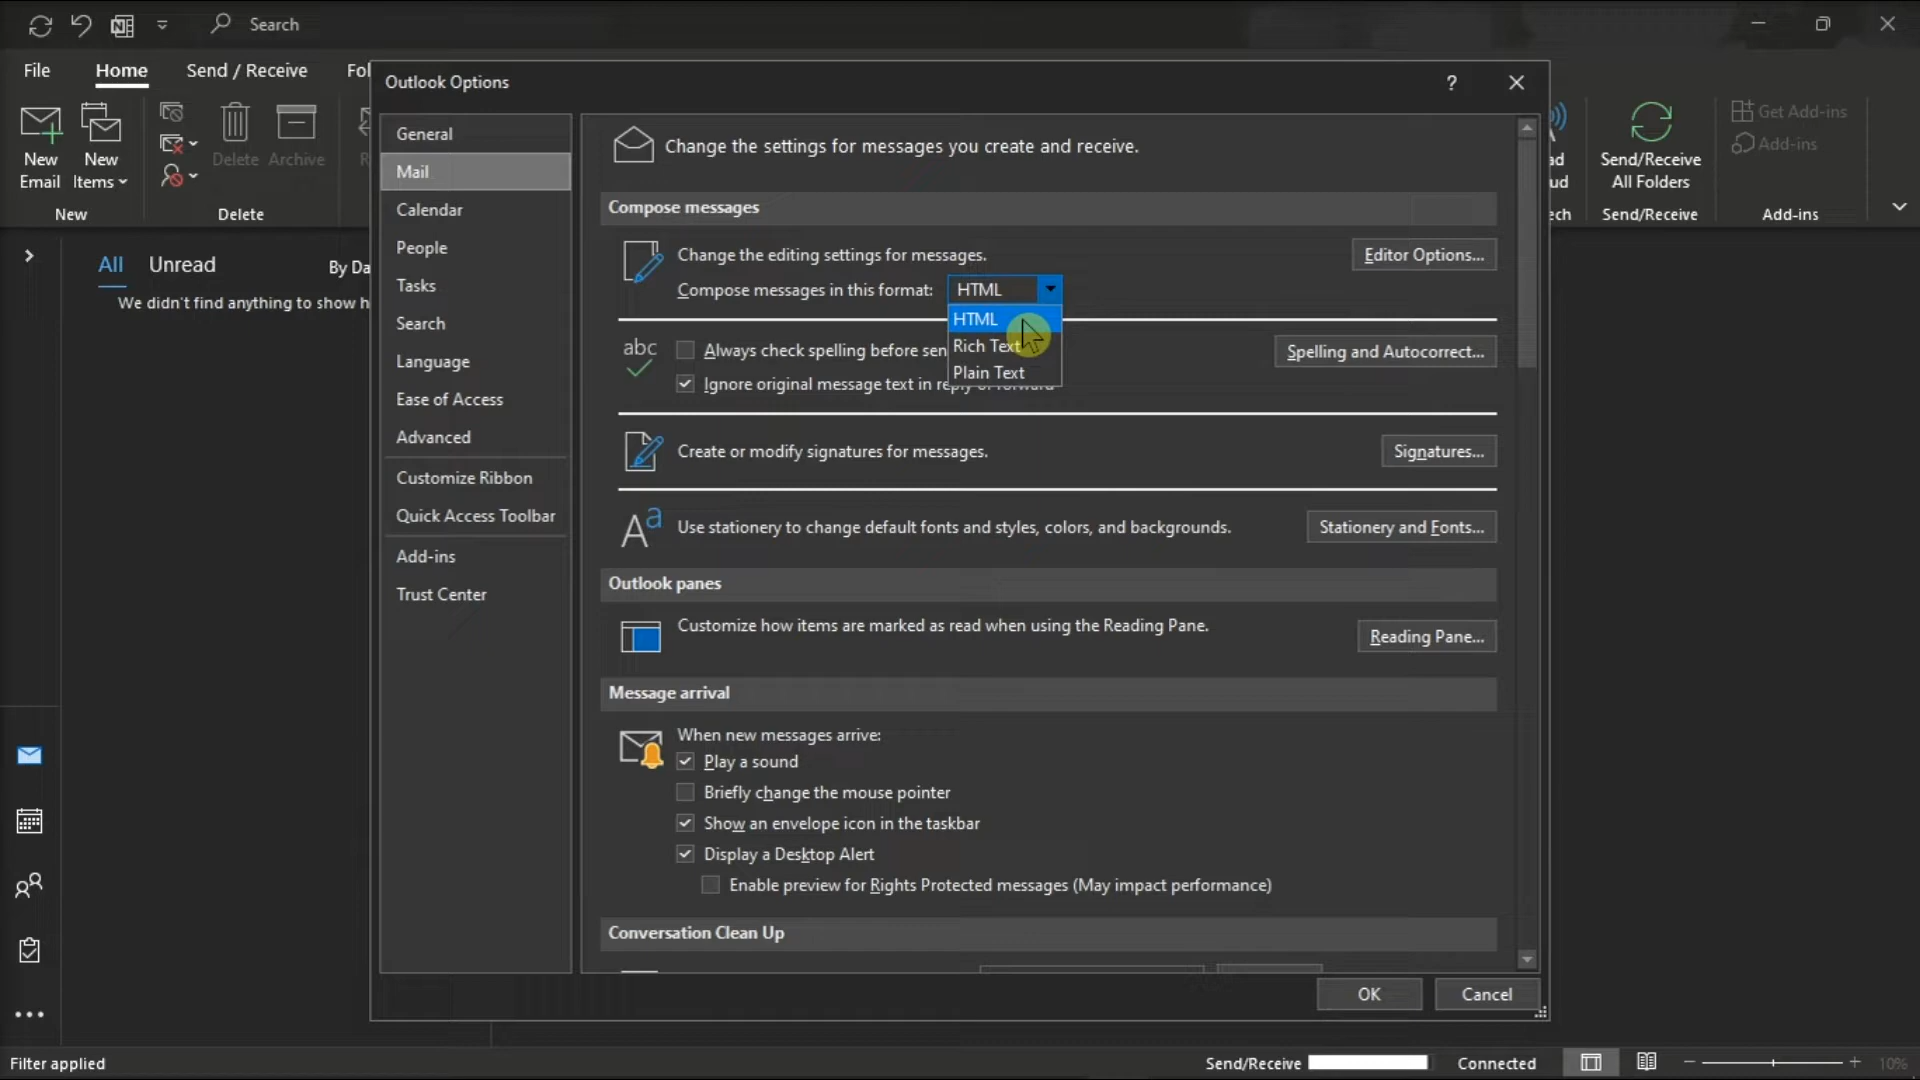 Search
File
Home
Send / Receive
Fol
New
Email
New
Items
Delete
Archive
New
Delete
Send/Receive
All Folders
Send/Receive
Get Add-ins
Add-ins
Add-ins
ad
ud
ech
All
Unread
By Da
We didn't find anything to show h
Outlook Options
?
General
Mail
Calendar
People
Tasks
Search
Language
Ease of Access
Advanced
Customize Ribbon
Quick Access Toolbar
Add-ins
Trust Center
Change the settings for messages you create and receive.
Compose messages
Change the editing settings for messages.
Editor Options...
Compose messages in this format:
HTML
HTML
Rich Text
Plain Text
abc
Always check spelling before sen
Spelling and Autocorrect...
Ignore original message text in reply or forward
Create or modify signatures for messages.
Signatures...
Aa
Use stationery to change default fonts and styles, colors, and backgrounds.
Stationery and Fonts...
Outlook panes
Customize how items are marked as read when using the Reading Pane.
Reading Pane...
Message arrival
When new messages arrive:
Play a sound
Briefly change the mouse pointer
Show an envelope icon in the taskbar
Display a Desktop Alert
Enable preview for Rights Protected messages (May impact performance)
Conversation Clean Up
OK
Cancel
Filter applied
Send/Receive
Connected
10%